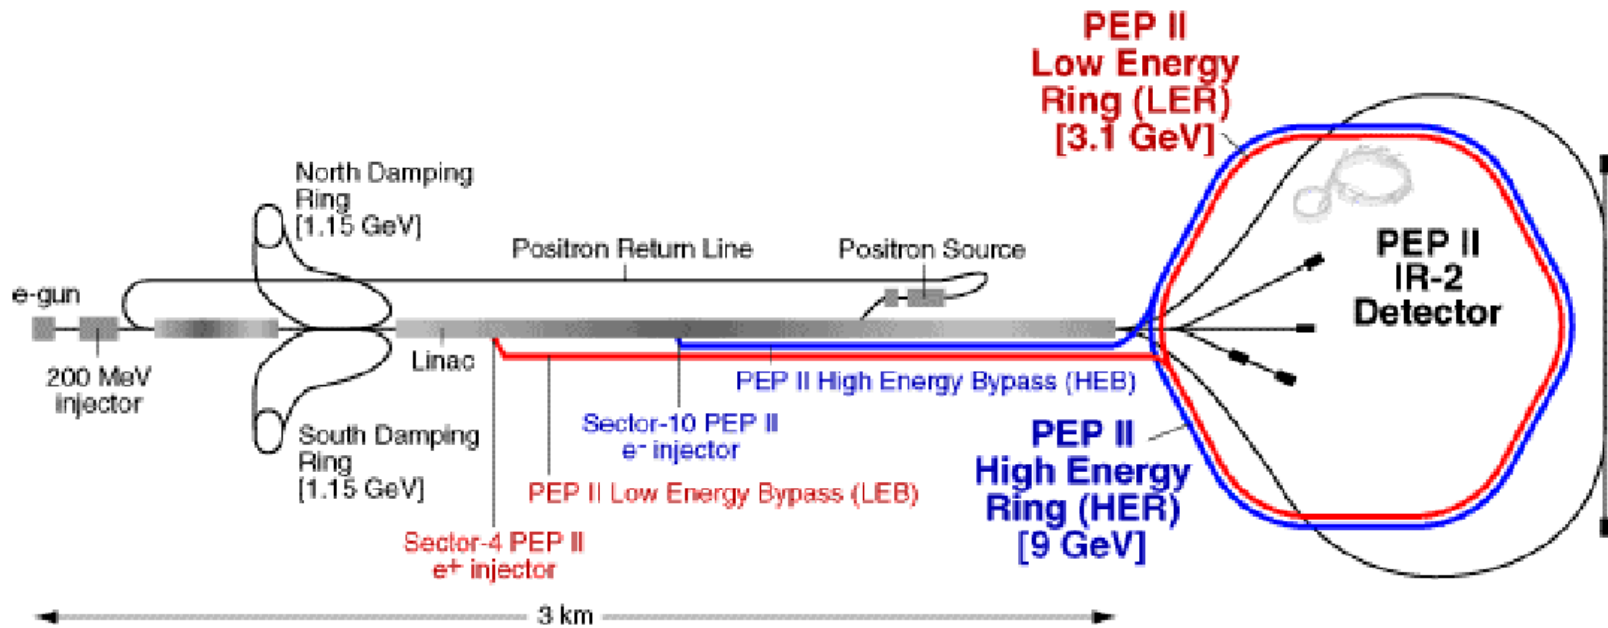 PEP II
Low Energy
Ring (LER)
[3.1 GeV]
North Damping
Ring
[1.15 GeV]
Positron Return Line
Positron Source
e-gun
PEP II
IR-2
Detector
200 MeV
injector
Linac
PEP II High Energy Bypass (HEB)
Sector-10 PEP II
e⁻ injector
South Damping
Ring
[1.15 GeV]
PEP II
High Energy
Ring (HER)
[9 GeV]
PEP II Low Energy Bypass (LEB)
Sector-4 PEP II
e⁺ injector
3 km